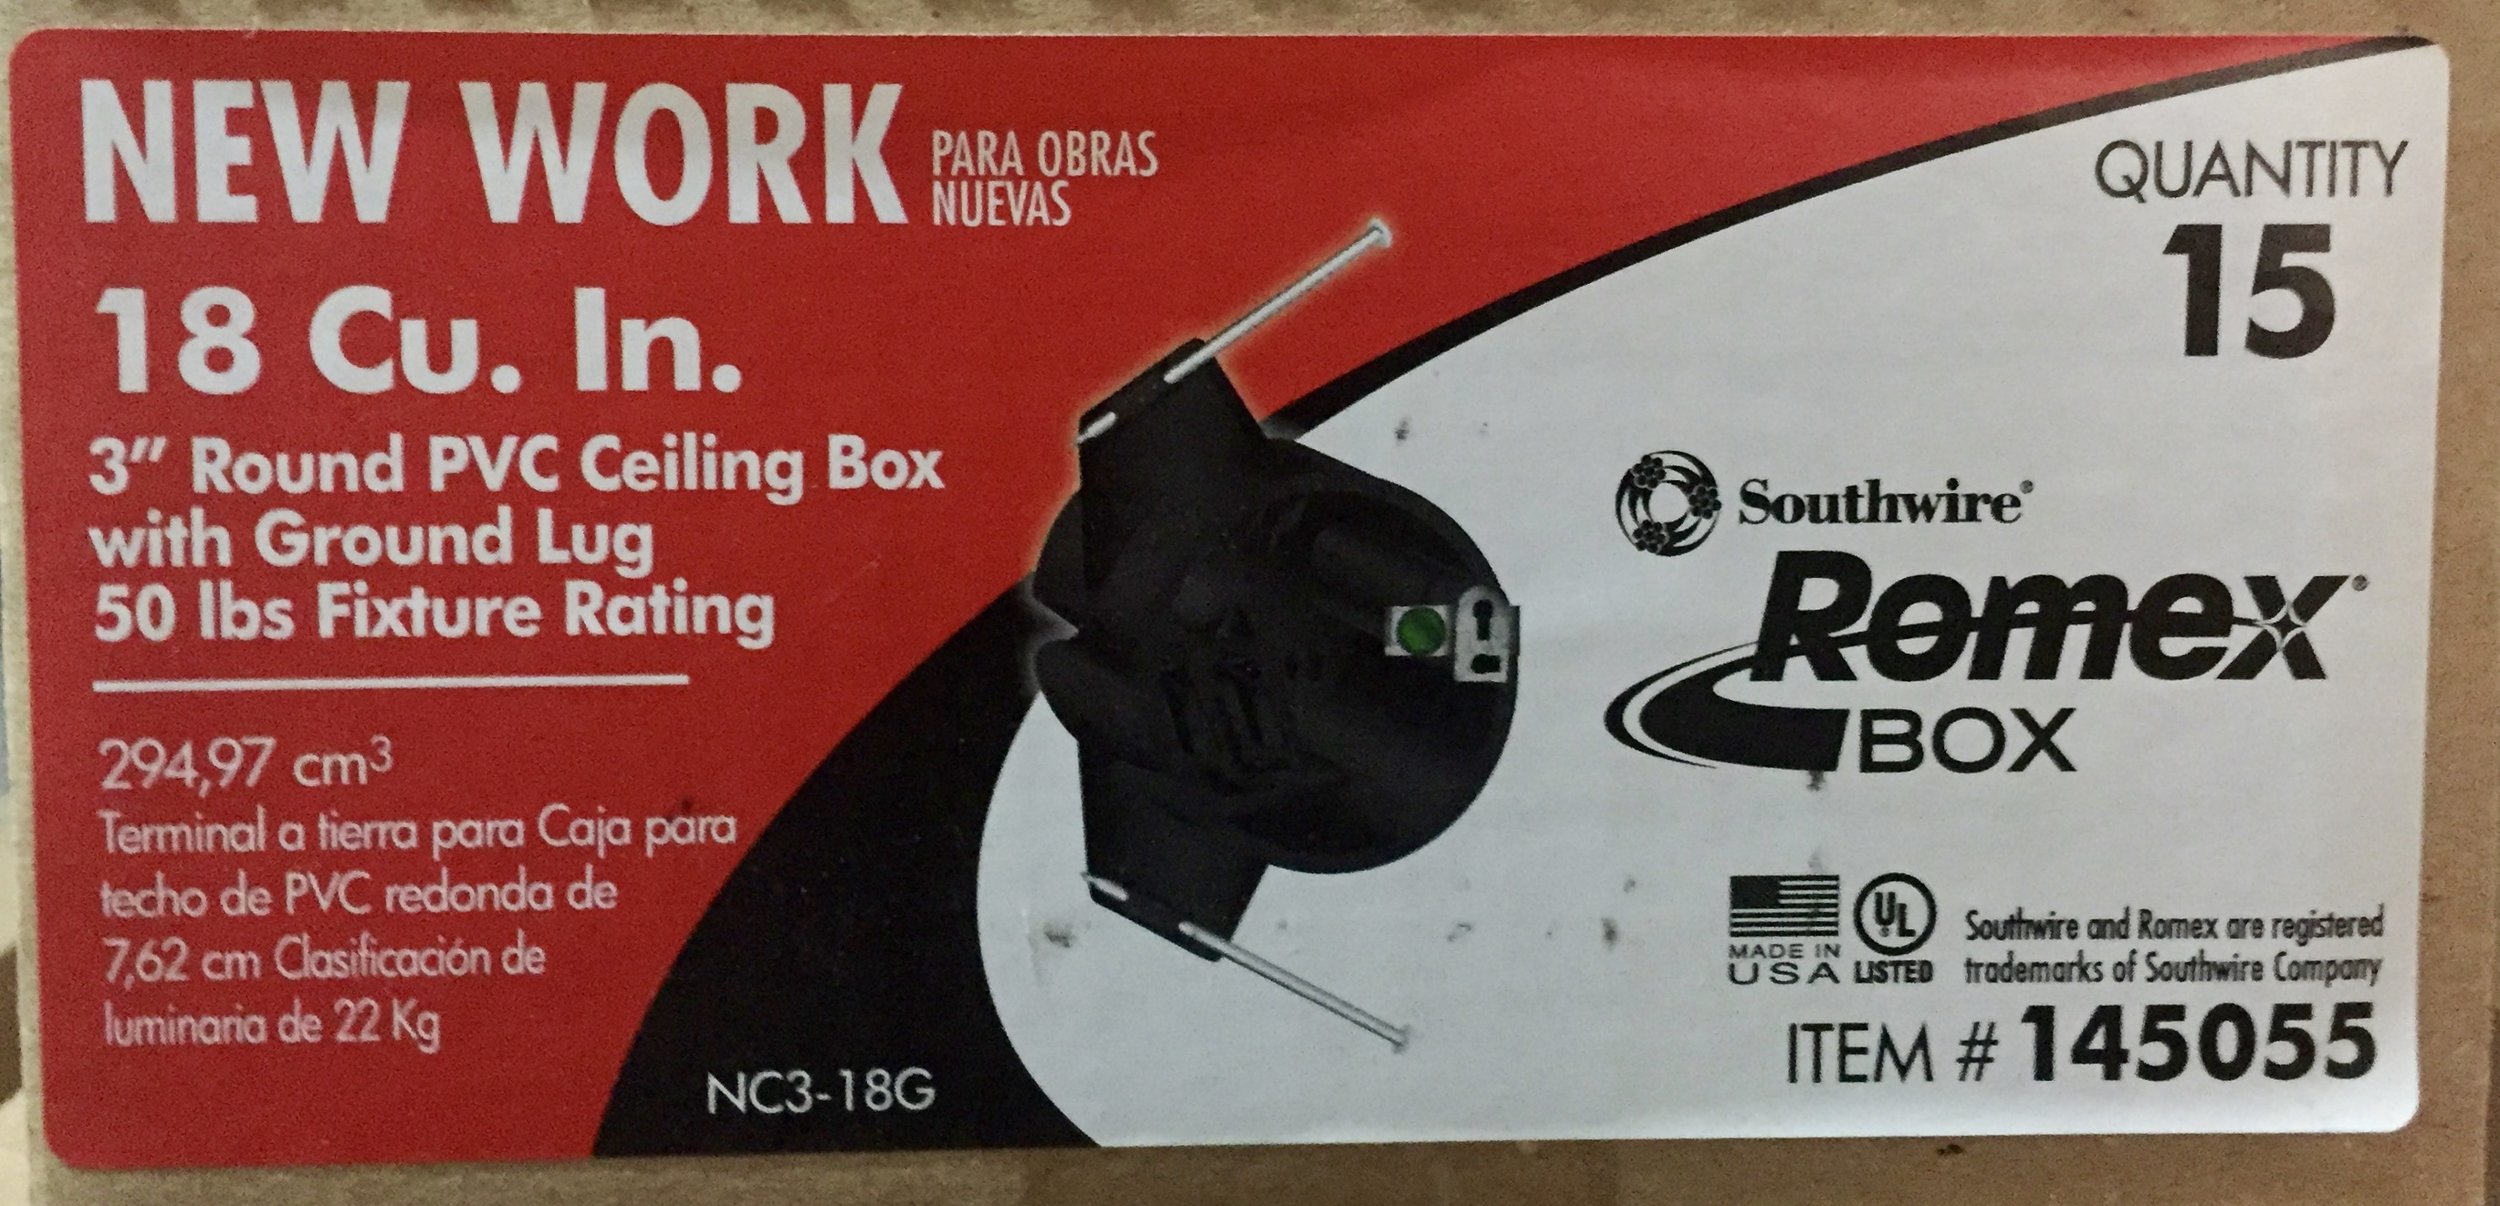 NEW WORK
PARA OBRAS
NUEVAS
18 Cu. In.
3” Round PVC Ceiling Box
with Ground Lug
50 lbs Fixture Rating
294,97 cm³
Terminal a tierra para Caja para
techo de PVC redonda de
7,62 cm Clasificación de
luminaria de 22 Kg
NC3-18G
QUANTITY
15
Southwire®
Romex®
BOX
MADE IN
USA
UL
LISTED
Southwire and Romex are registered
trademarks of Southwire Company
ITEM # 145055